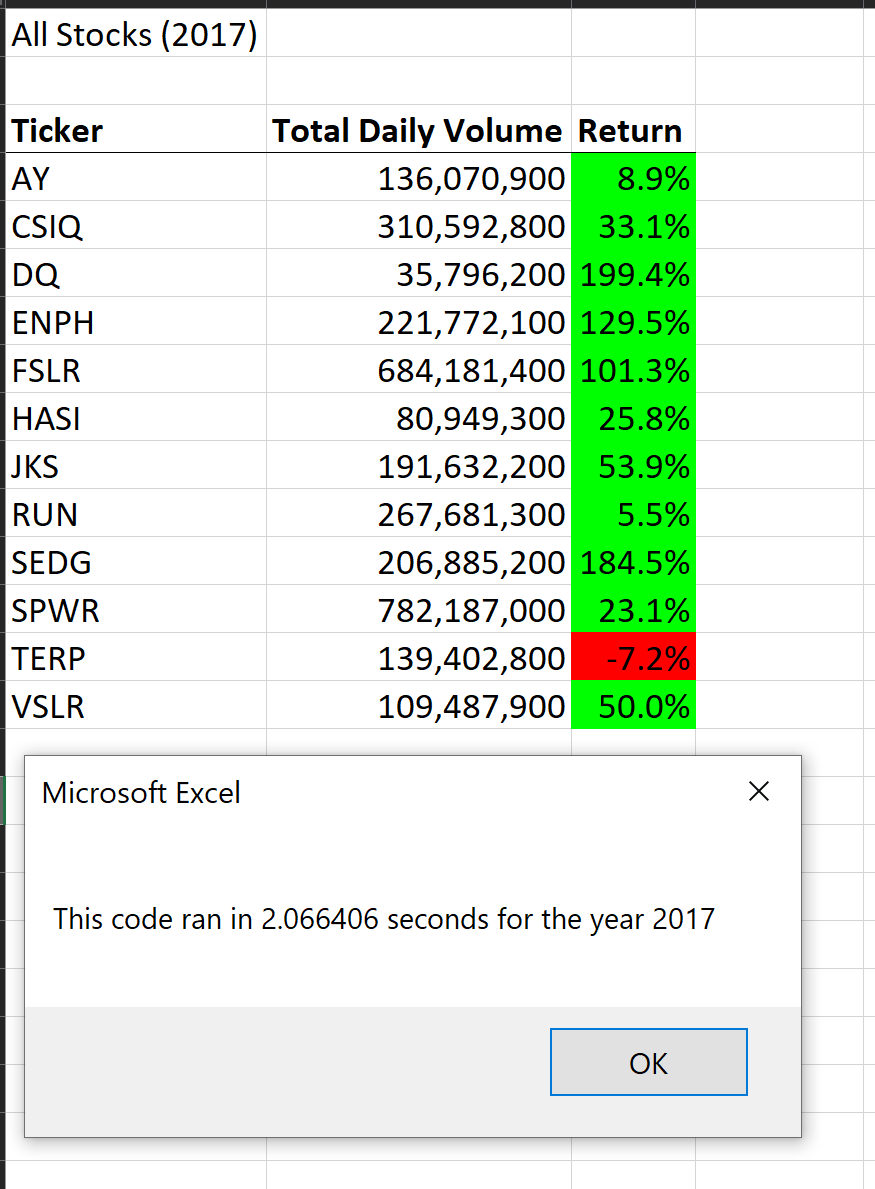 All Stocks (2017)
Ticker Total Daily Volume Return
AY 136,070,900 8.9%
CSIQ 310,592,800 33.1%
DQ 35,796,200 199.4%
ENPH 221,772,100 129.5%
FSLR 684,181,400 101.3%
HASI 80,949,300 25.8%
JKS 191,632,200 53.9%
RUN 267,681,300 5.5%
SEDG 206,885,200 184.5%
SPWR 782,187,000 23.1%
TERP 139,402,800 -7.2%
VSLR 109,487,900 50.0%
Microsoft Excel
This code ran in 2.066406 seconds for the year 2017
OK